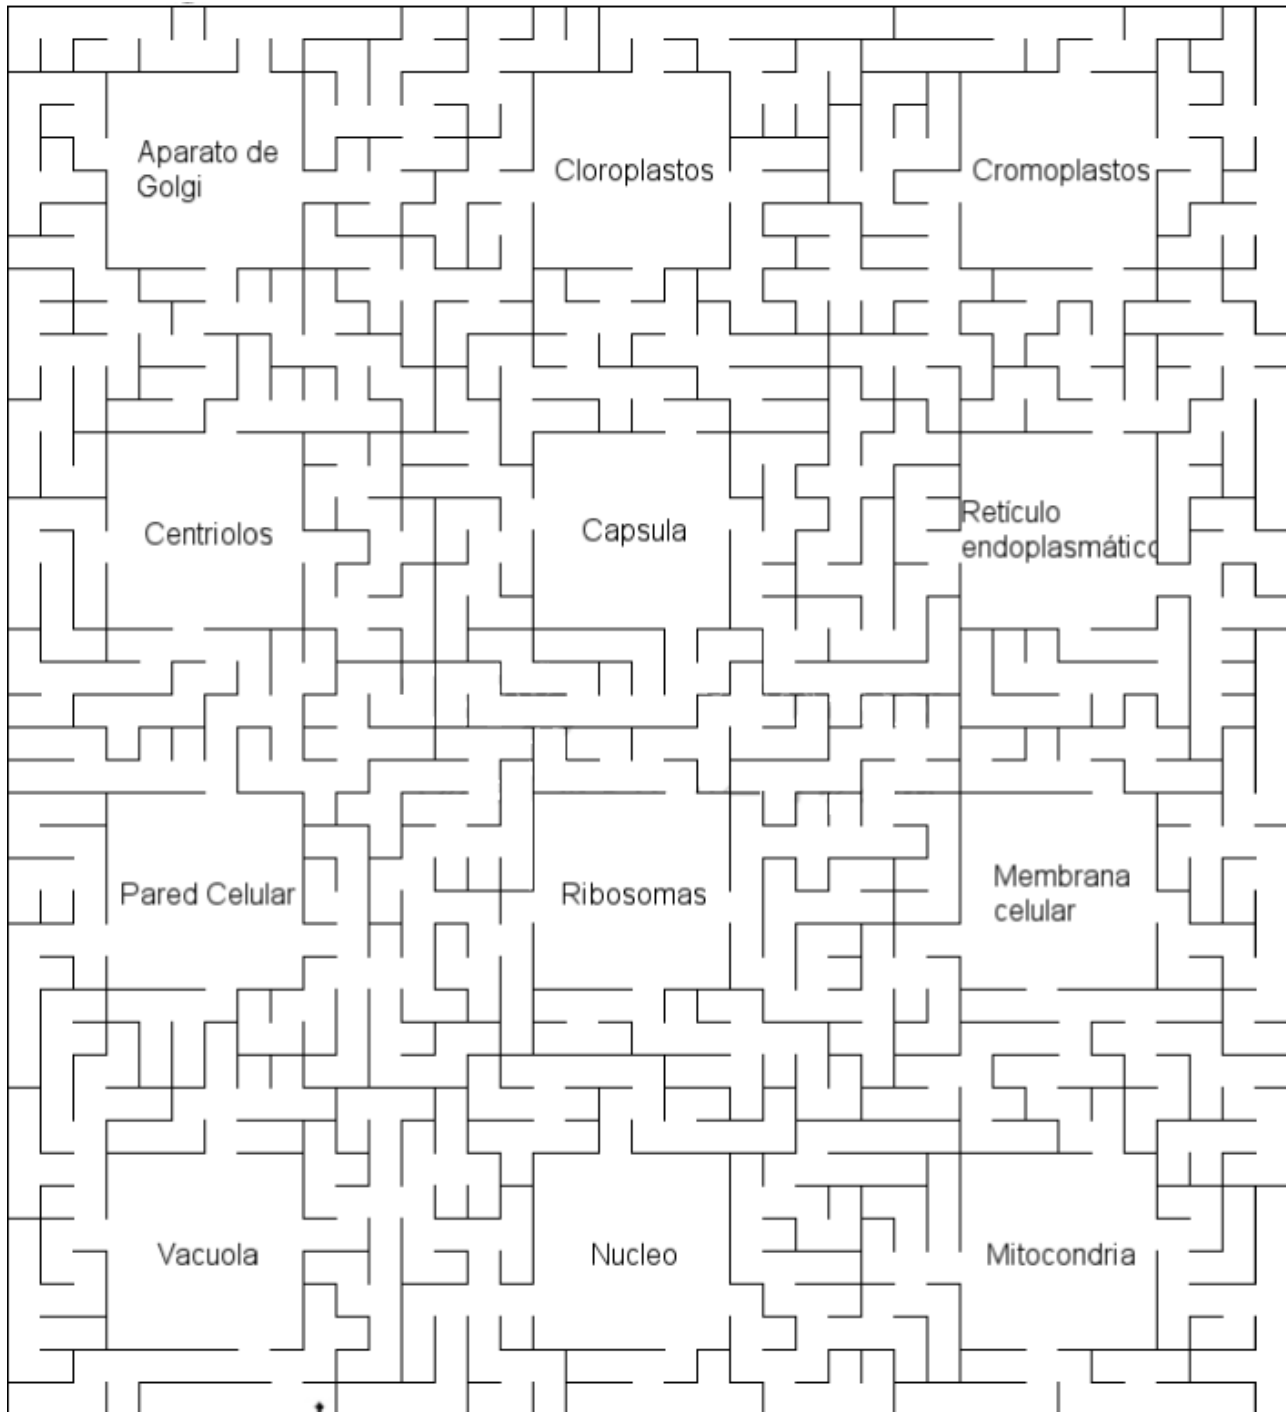 Aparato de
Golgi
Cloroplastos
Cromoplastos
Centriolos
Capsula
Retículo
endoplasmático
Pared Celular
Ribosomas
Membrana
celular
Vacuola
Nucleo
Mitocondria